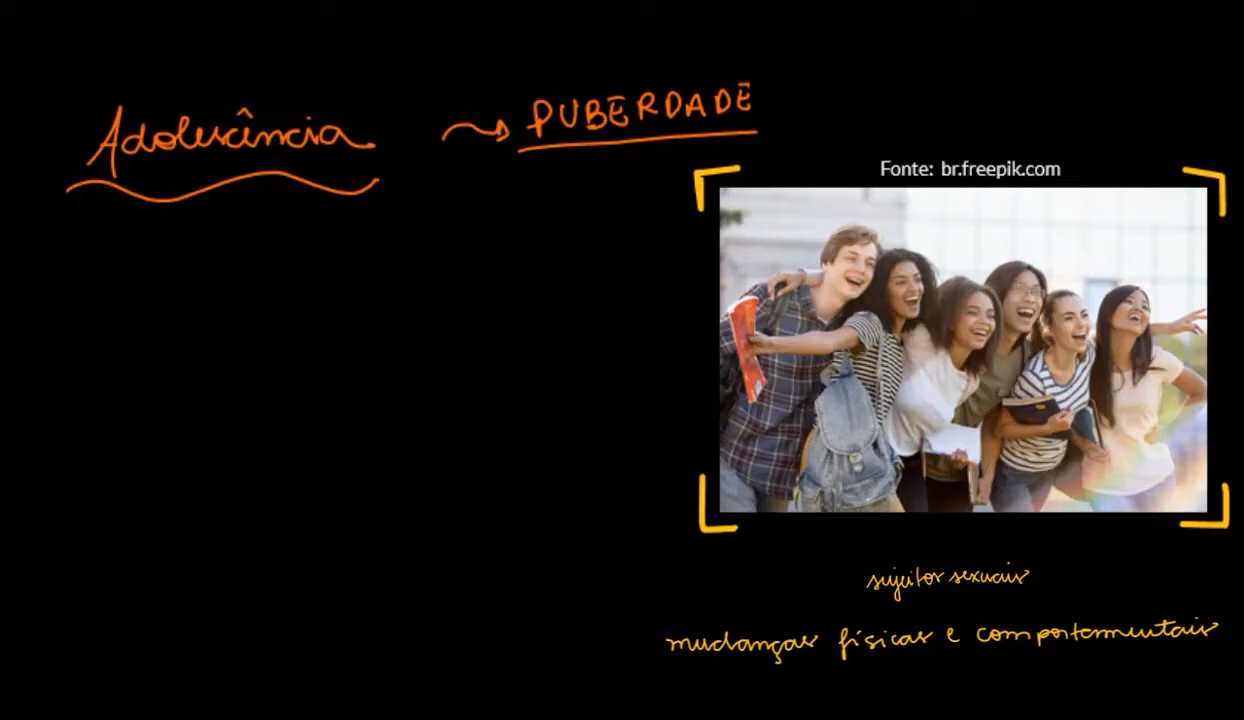 Adolescência → PUBERDADE
Fonte: br.freepik.com
sujeitos sexuais
mudanças físicas e comportamentais